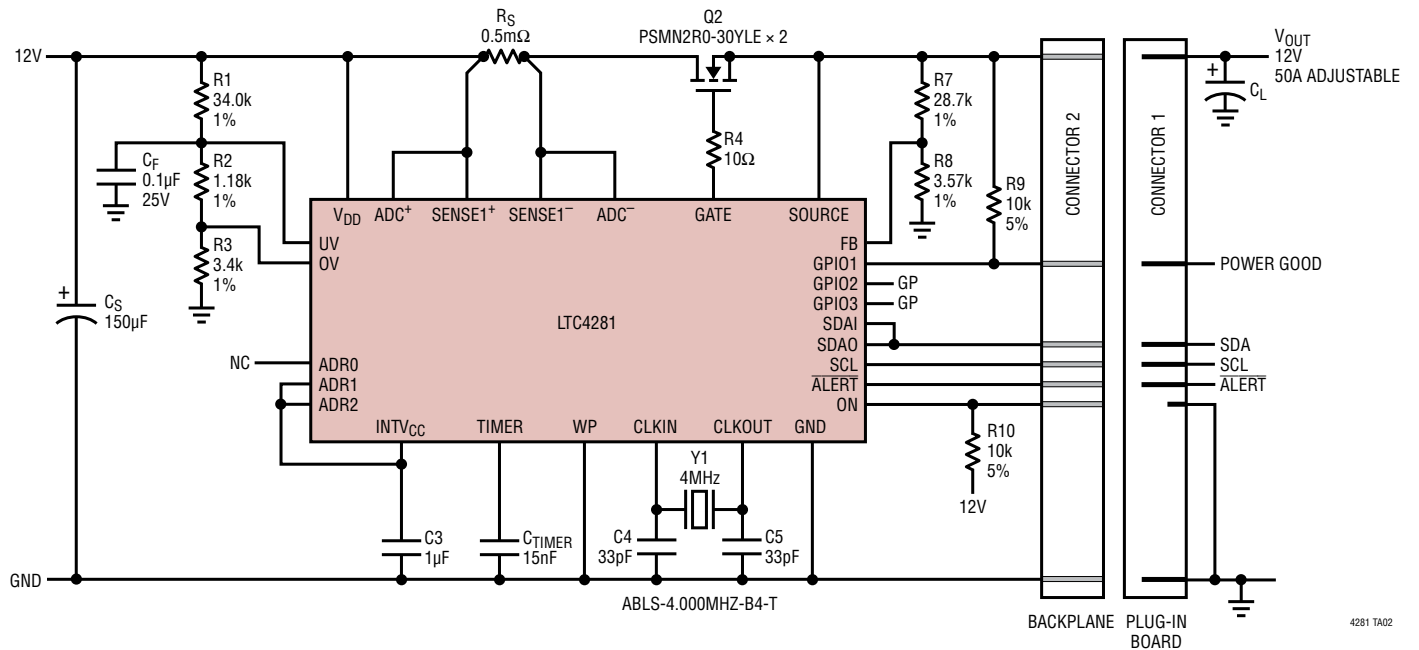 12V
R1
34.0k
1%
CF
0.1µF
25V
R2
1.18k
1%
R3
3.4k
1%
+
CS
150µF
GND
RS
0.5mΩ
Q2
PSMN2R0-30YLE × 2
R4
10Ω
R7
28.7k
1%
R8
3.57k
1%
R9
10k
5%
VDD
ADC+
SENSE1+
SENSE1−
ADC−
GATE
SOURCE
UV
OV
FB
GPIO1
GPIO2
GP
GPIO3
GP
SDAI
SDAO
SCL
ALERT
ON
LTC4281
NC
ADR0
ADR1
ADR2
INTVCC
TIMER
WP
CLKIN
CLKOUT
GND
Y1
4MHz
C3
1µF
CTIMER
15nF
C4
33pF
C5
33pF
ABLS-4.000MHZ-B4-T
R10
10k
5%
12V
CONNECTOR 2
CONNECTOR 1
BACKPLANE
PLUG-IN
BOARD
VOUT
12V
50A ADJUSTABLE
+
CL
POWER GOOD
SDA
SCL
ALERT
4281 TA02